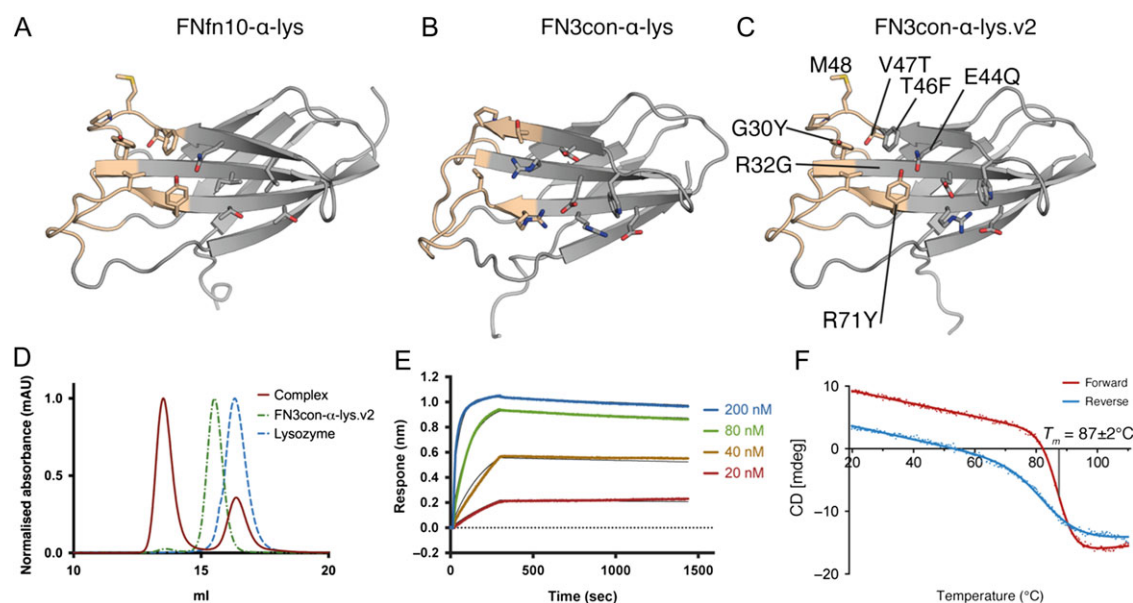 A
FNfn10-α-lys
B
FN3con-α-lys
C
FN3con-α-lys.v2
M48
V47T
T46F
E44Q
G30Y
R32G
R71Y
D
Normalised absorbance (mAU)
1.0
0.5
0.0
10
15
20
ml
Complex
FN3con-α-lys.v2
Lysozyme
E
Respone (nm)
1.2
1.0
0.8
0.6
0.4
0.2
0.0
–0.2
0
500
1000
1500
Time (sec)
200 nM
80 nM
40 nM
20 nM
F
CD [mdeg]
10
0
–10
–20
20
40
60
80
100
Temperature (°C)
Forward
Reverse
Tm = 87±2°C